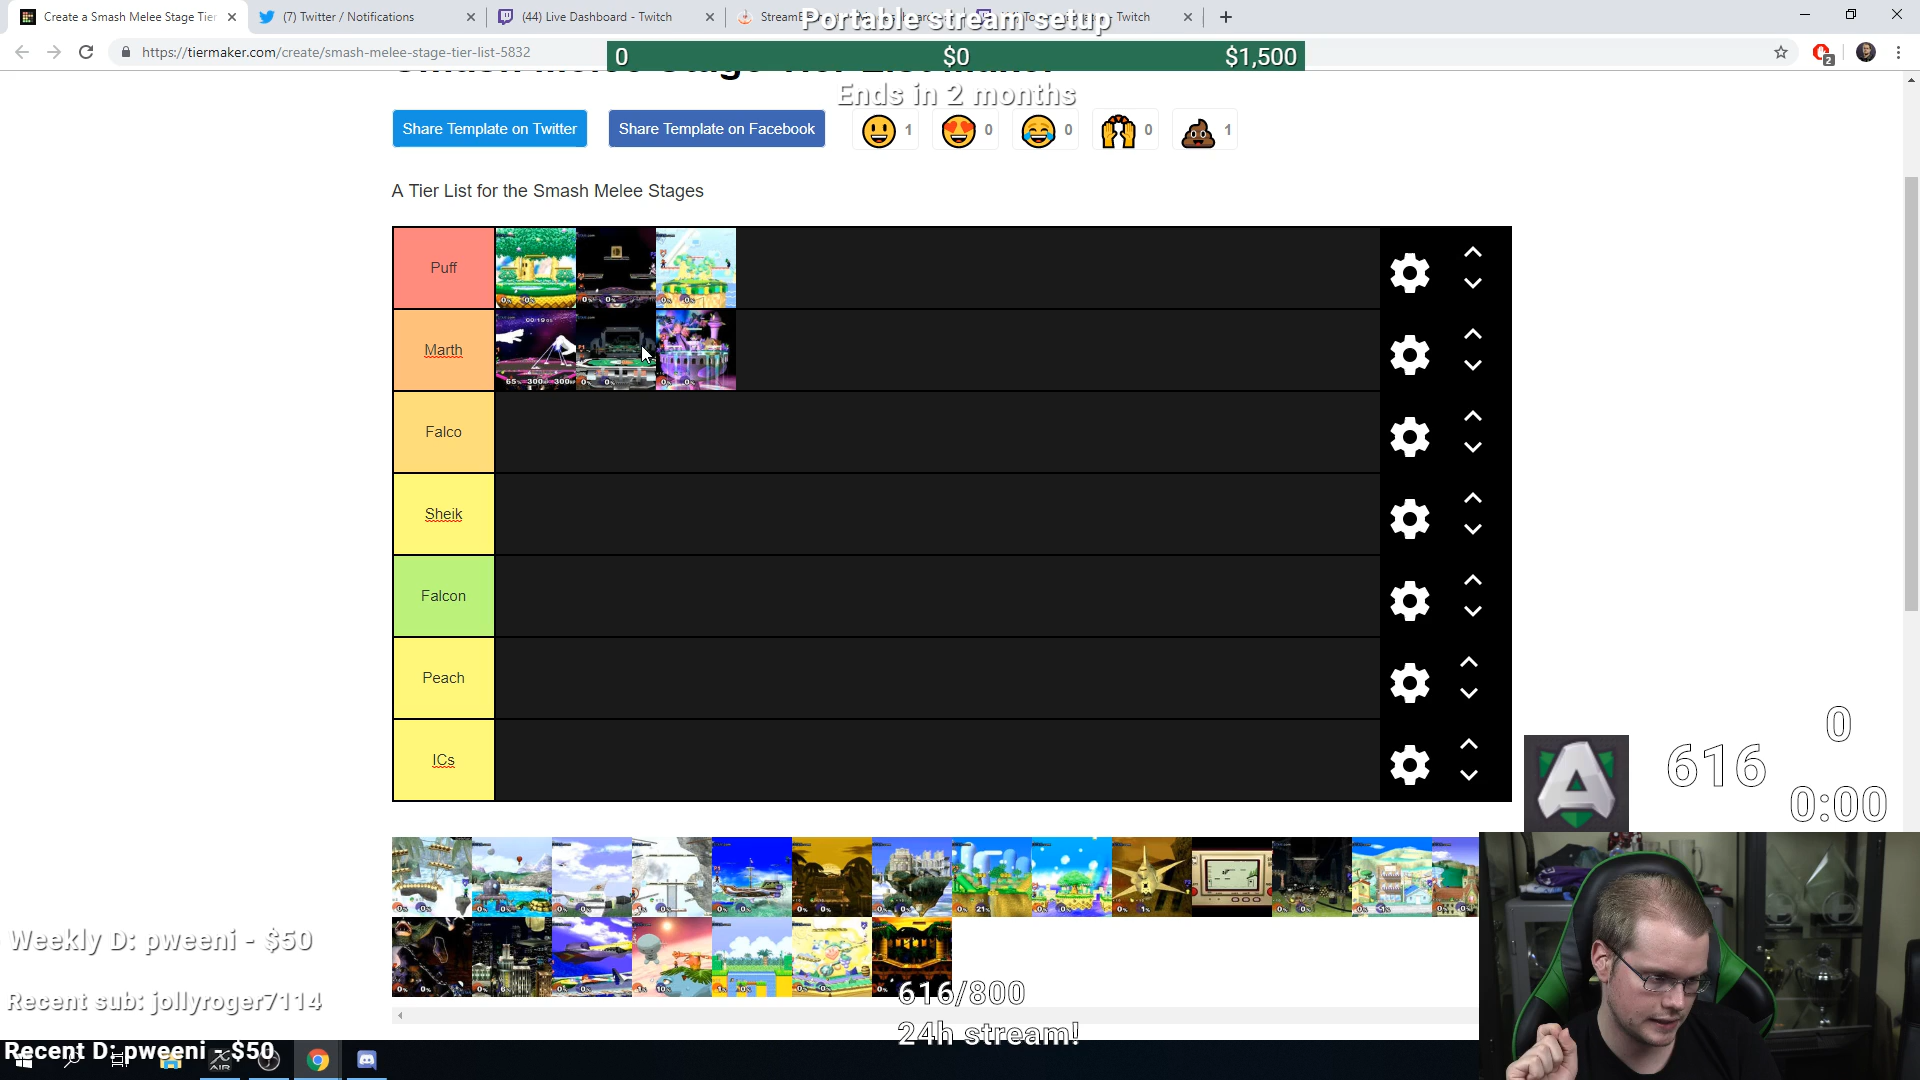 Create a Smash Melee Stage Tier
(7) Twitter / Notifications
(44) Live Dashboard - Twitch
Portable stream setup
https://tiermaker.com/create/smash-melee-stage-tier-list-5832
0 $0 $1,500
2
Ends in 2 months
Share Template on Twitter
Share Template on Facebook
1
0
0
0
1
A Tier List for the Smash Melee Stages
Puff
Marth
Falco
Sheik
Falcon
Peach
ICs
0
616
0:00
Weekly D: pweeni - $50
Recent sub: jollyroger7114
616/800
24h stream!
Recent D: pweeni - $50